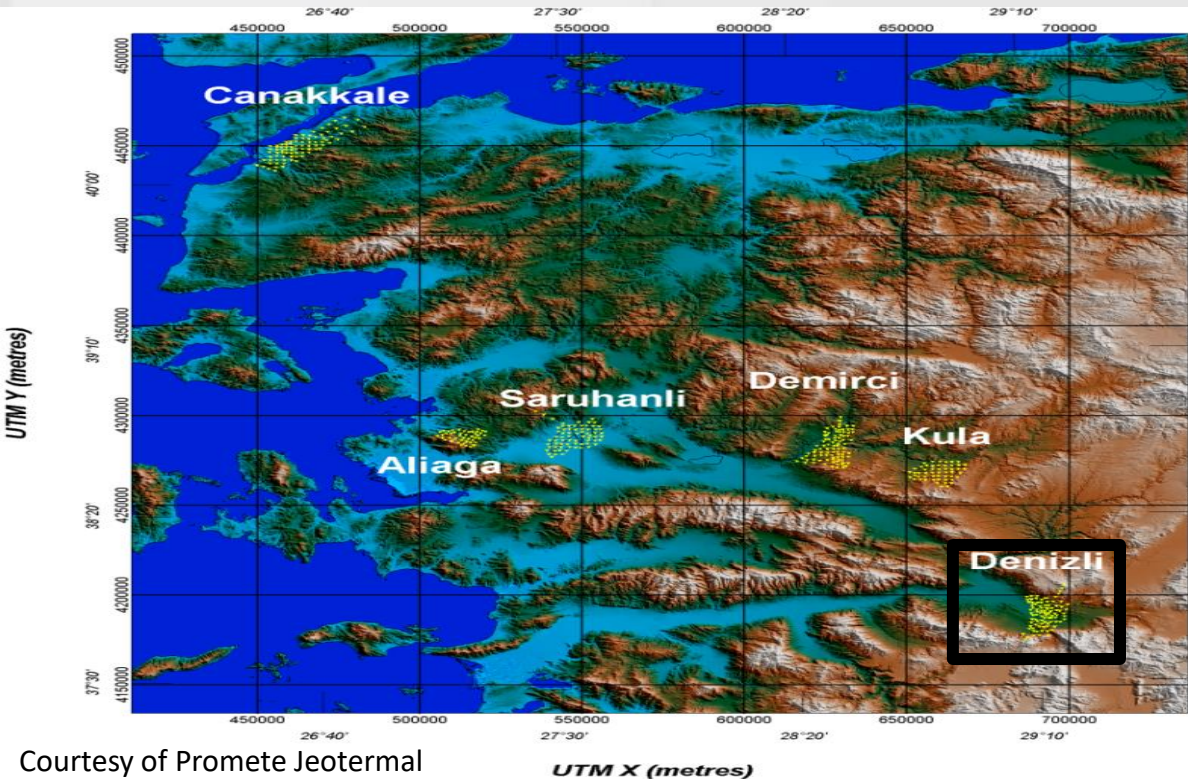 26°40' 27°30' 28°20' 29°10'
450000 500000 550000 600000 650000 700000
4500000
Canakkale
4450000
40°00'
4400000
4350000
39°10'
UTM Y (metres)
Demirci
Saruhanli
4300000
Kula
Aliaga
38°20'
4250000
Denizli
4200000
37°30'
4150000
450000 500000 550000 600000 650000 700000
26°40' 27°30' 28°20' 29°10'
Courtesy of Promete Jeotermal
UTM X (metres)